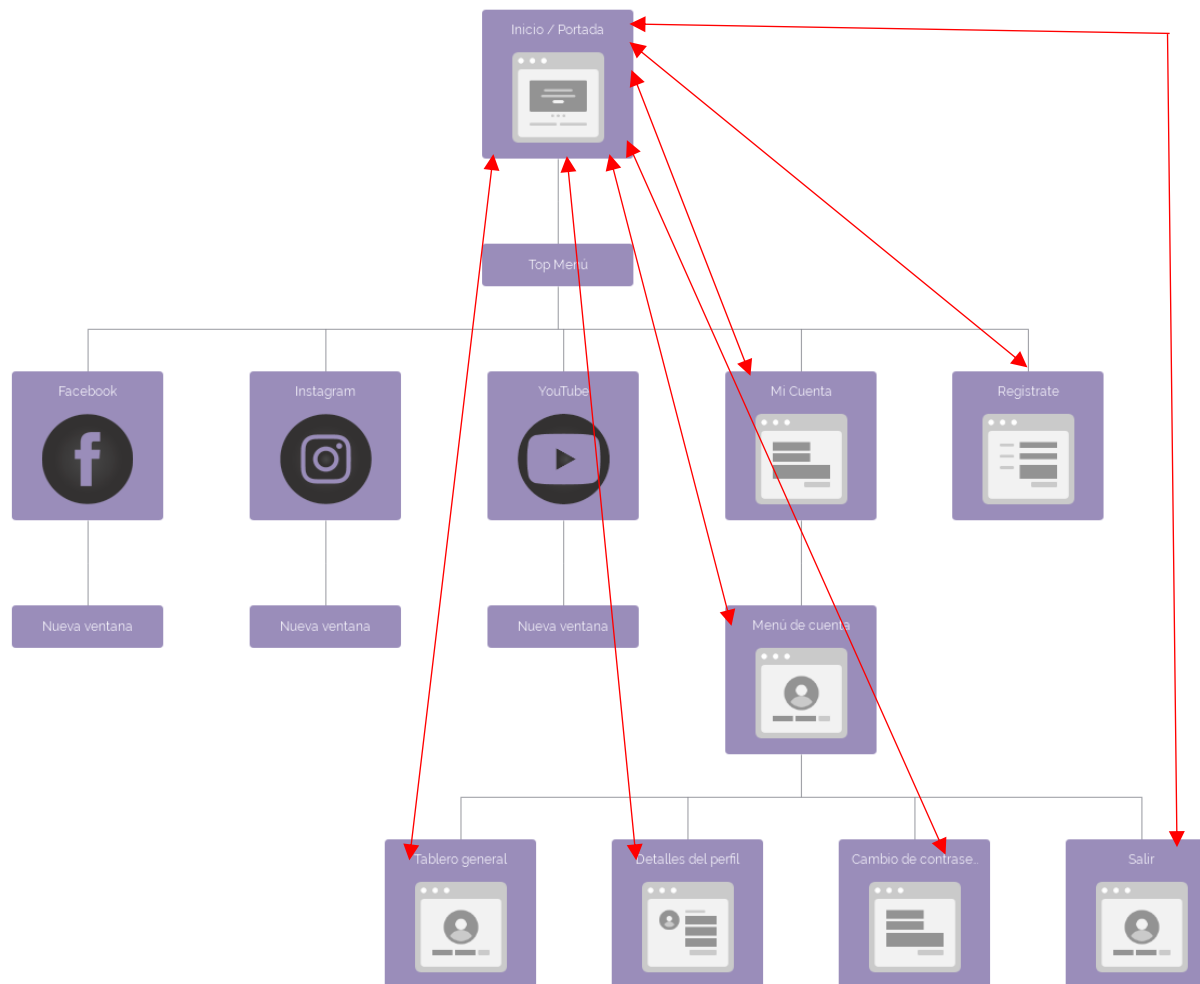 Inicio / Portada
Top Menú
Facebook
Instagram
YouTube
Mi Cuenta
Registrate
Nueva ventana
Nueva ventana
Nueva ventana
Menú de cuenta
Tablero general
Detalles del perfil
Cambio de contrase..
Salir